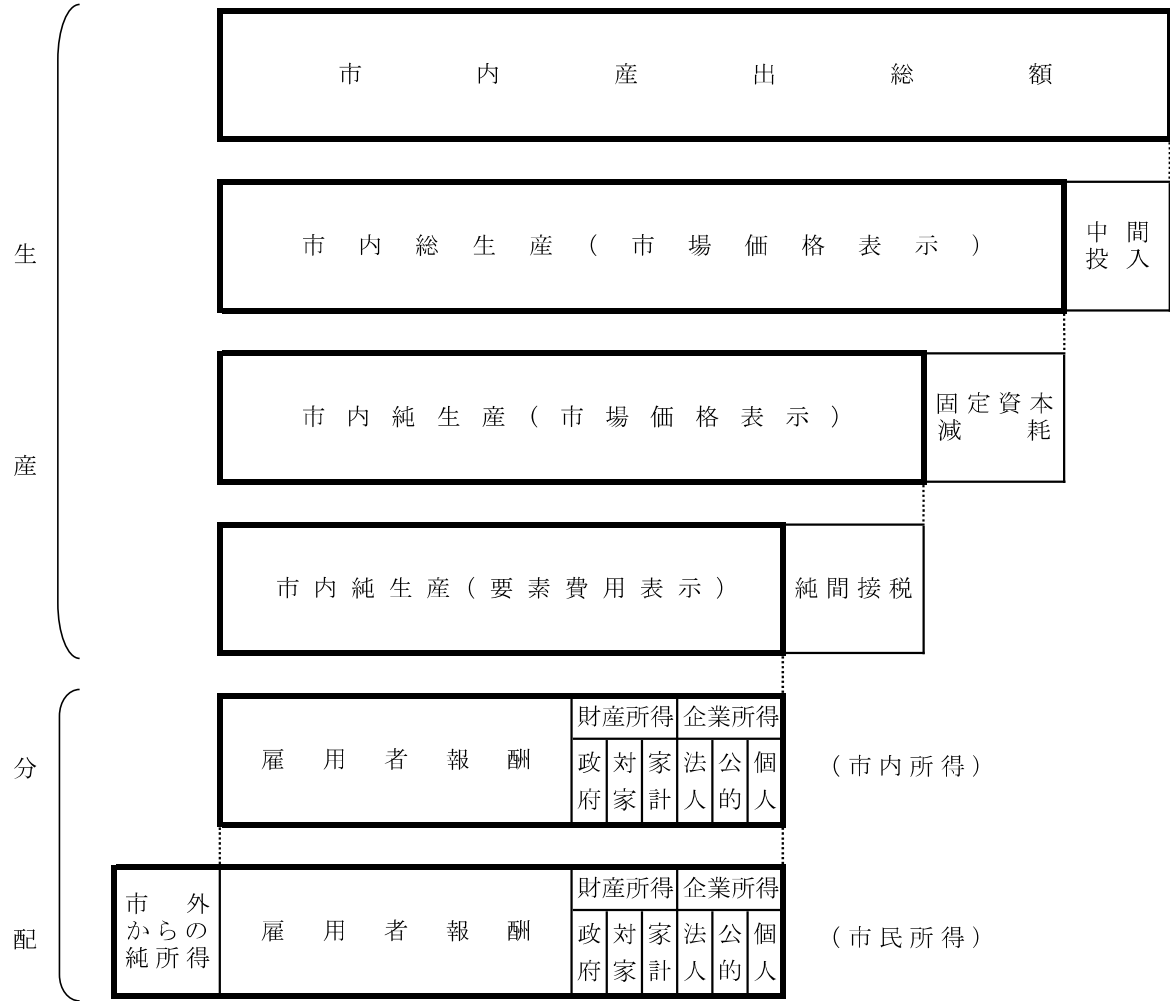 生産
市内産出総額
市内総生産(市場価格表示)
中間
投入
市内純生産(市場価格表示)
固定資本
減耗
市内純生産(要素費用表示)
純間接税
分配
雇用者報酬
財産所得
企業所得
政府
対家
家計
法人
公的
個人
(市内所得)
市外
からの
純所得
雇用者報酬
財産所得
企業所得
政府
対家
家計
法人
公的
個人
(市民所得)